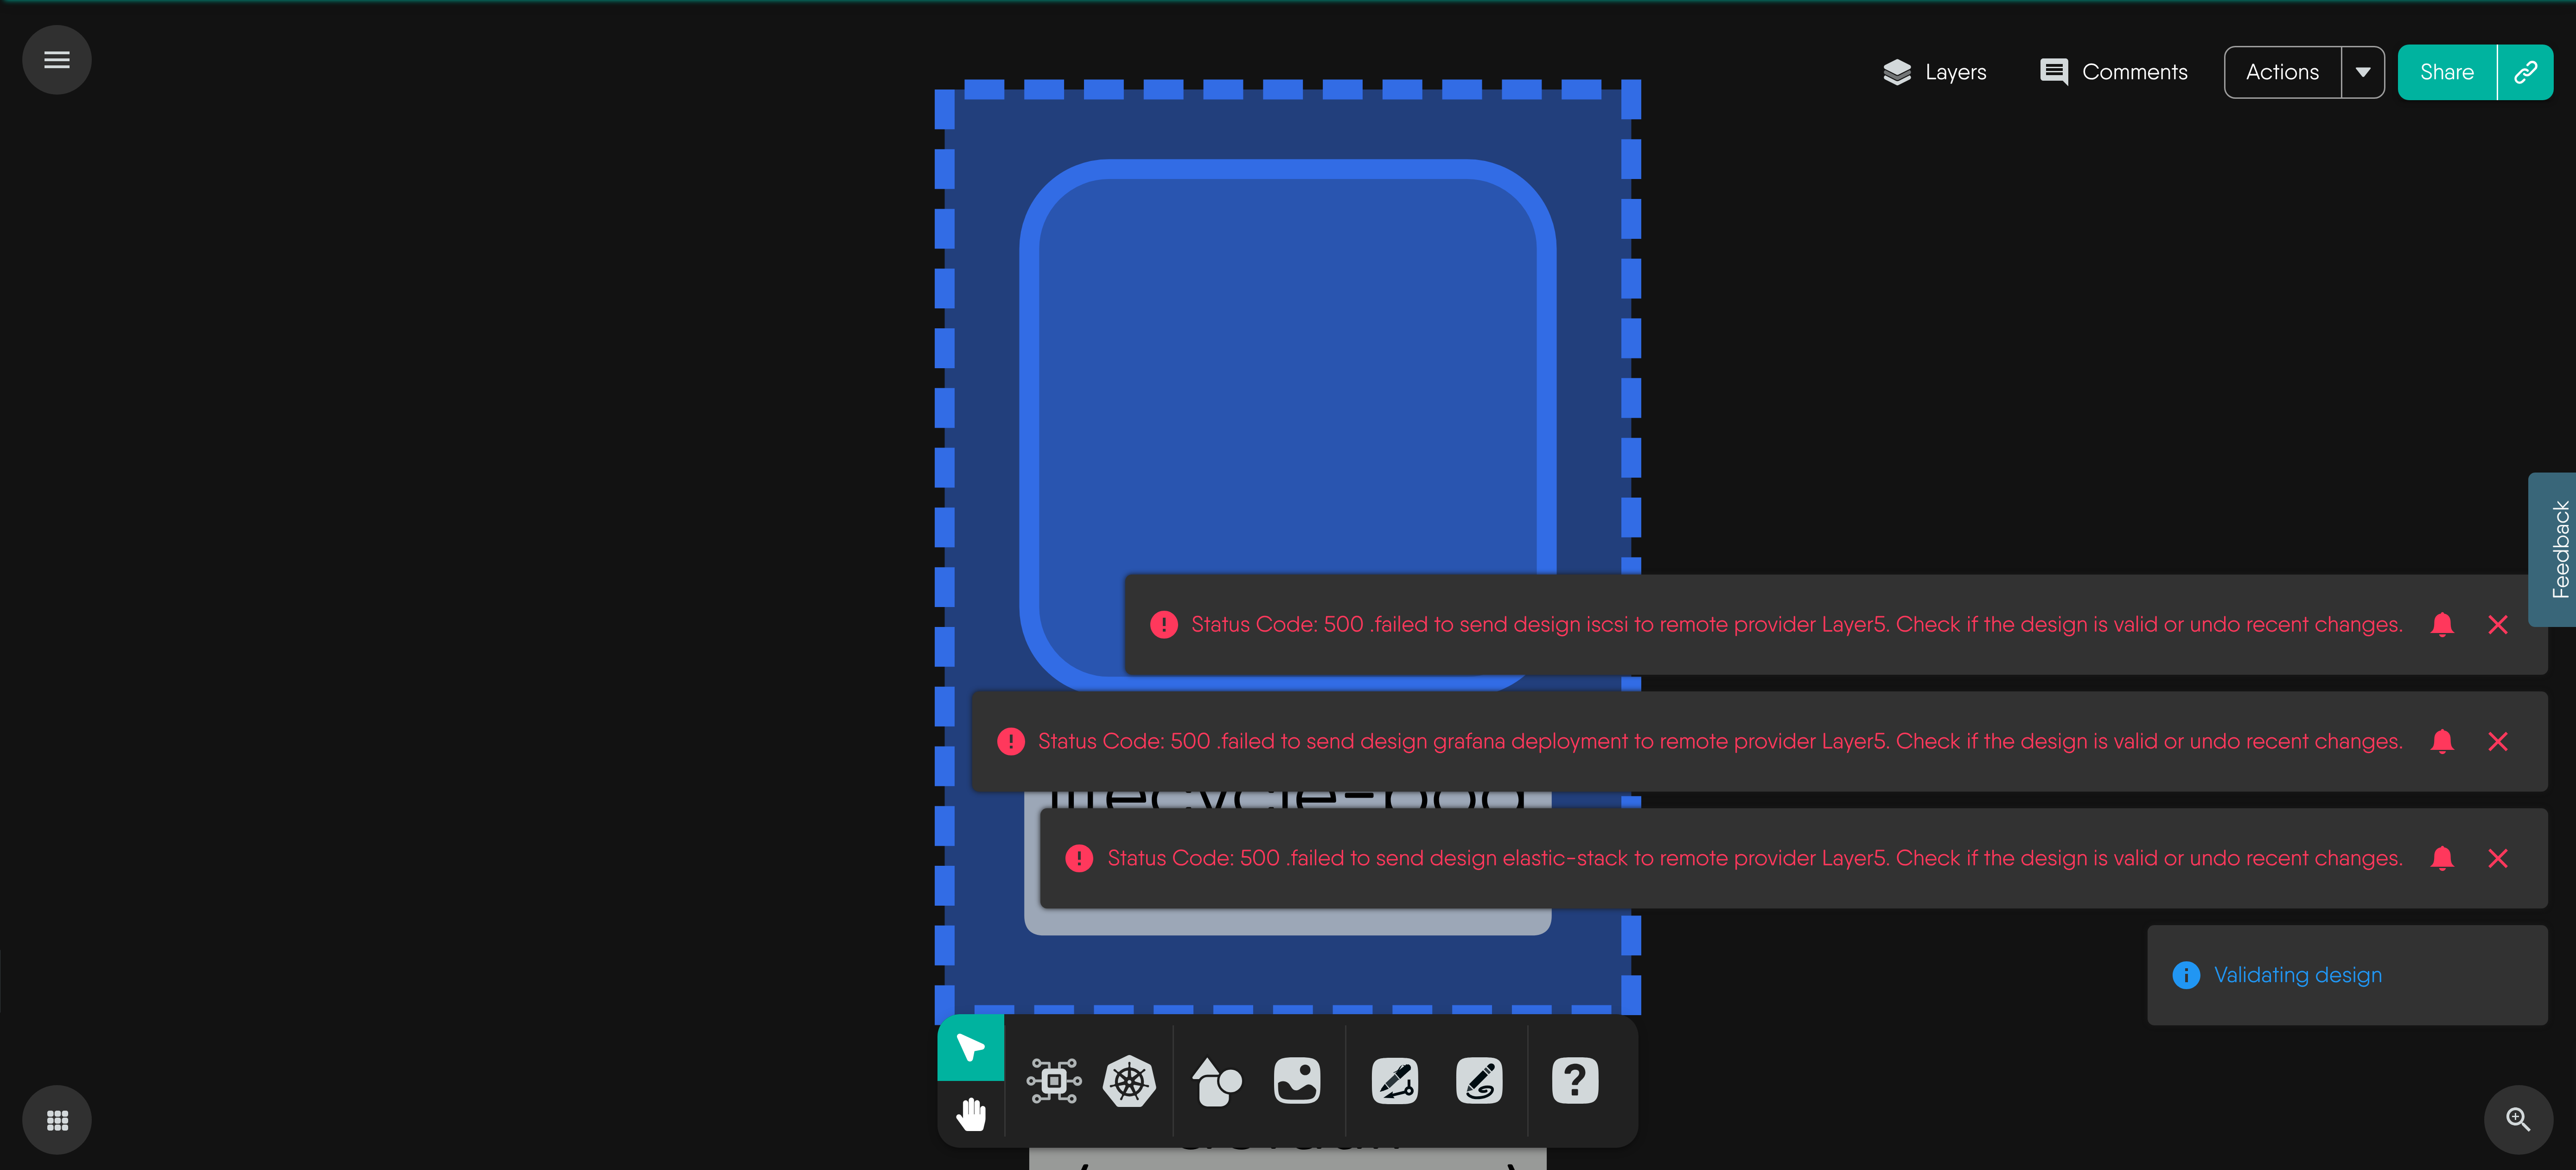 Layers
Comments
Actions
Share
Feedback
Status Code: 500 .failed to send design iscsi to remote provider Layer5. Check if the design is valid or undo recent changes.
Status Code: 500 .failed to send design grafana deployment to remote provider Layer5. Check if the design is valid or undo recent changes.
Status Code: 500 .failed to send design elastic-stack to remote provider Layer5. Check if the design is valid or undo recent changes.
Validating design